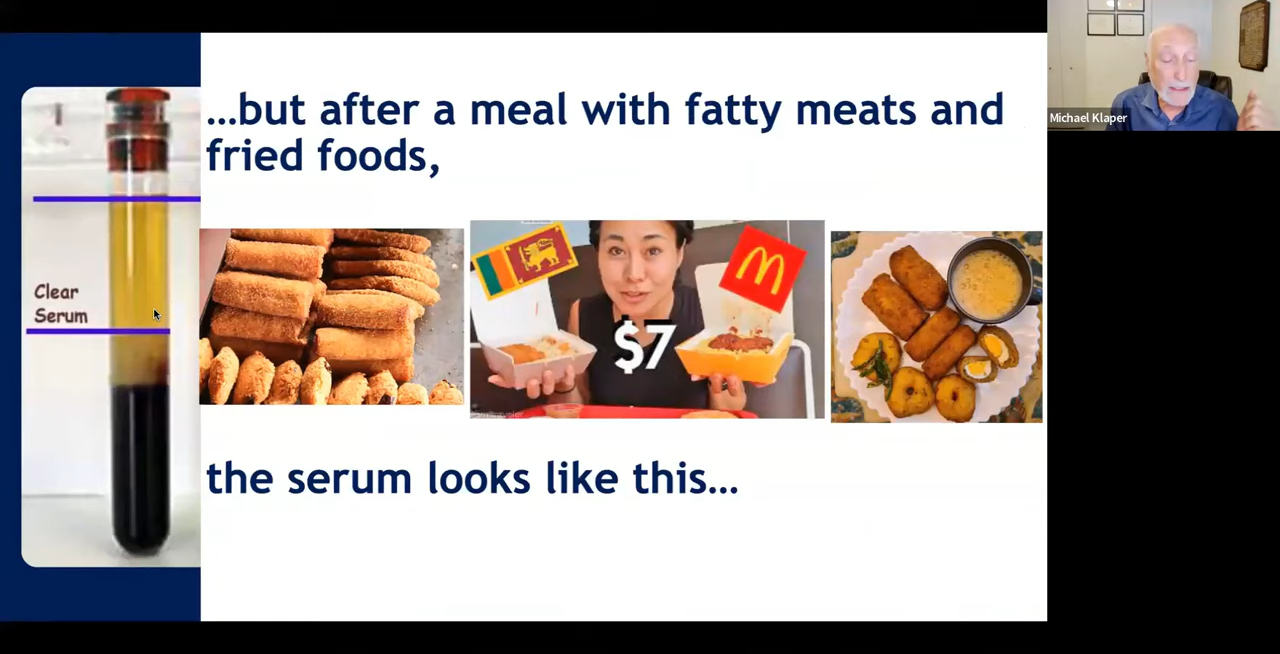 …but after a meal with fatty meats and
fried foods,
Michael Klaper
Clear
Serum
$7
the serum looks like this…